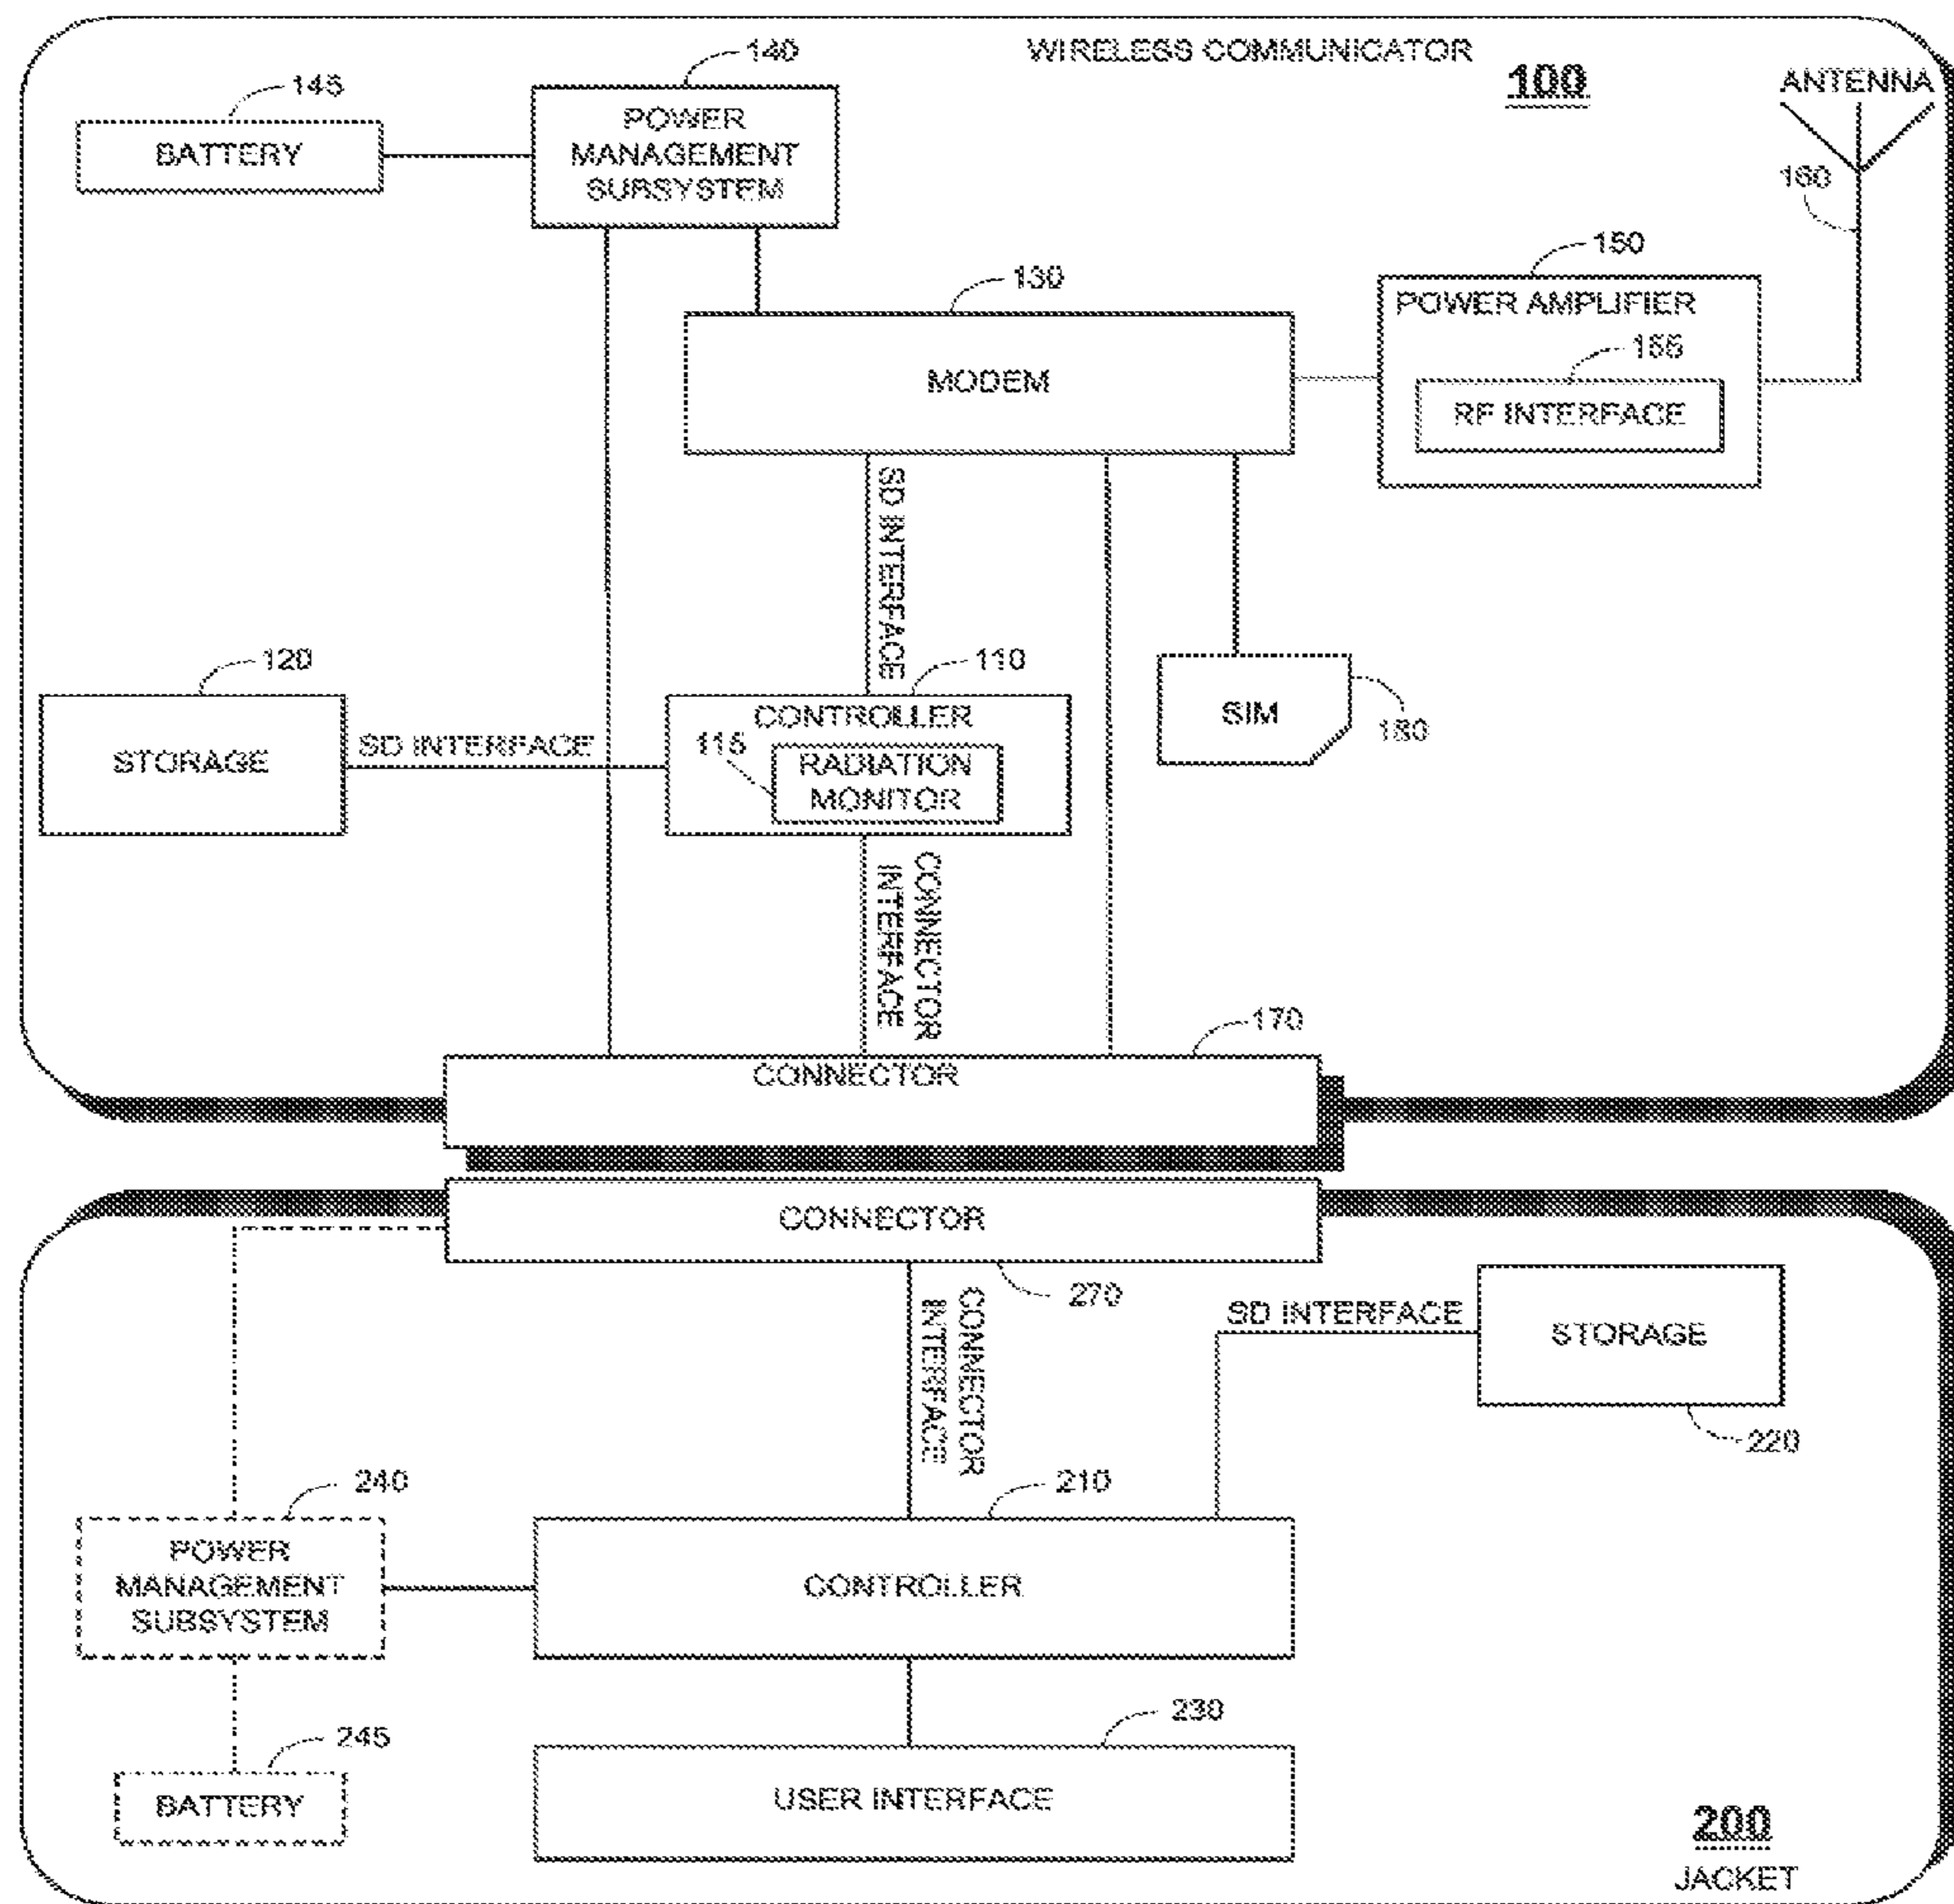 WIRELESS COMMUNICATOR
100
ANTENNA
140
145
BATTERY
POWER
MANAGEMENT
SUBSYSTEM
160
150
130
POWER AMPLIFIER
155
RF INTERFACE
MODEM
SD INTERFACE
120
110
STORAGE
SD INTERFACE
CONTROLLER
115
RADIATION
MONITOR
SIM
180
CONNECTOR
INTERFACE
170
CONNECTOR
CONNECTOR
270
CONNECTOR
INTERFACE
SD INTERFACE
STORAGE
220
240
210
POWER
MANAGEMENT
SUBSYSTEM
CONTROLLER
245
230
BATTERY
USER INTERFACE
200
JACKET